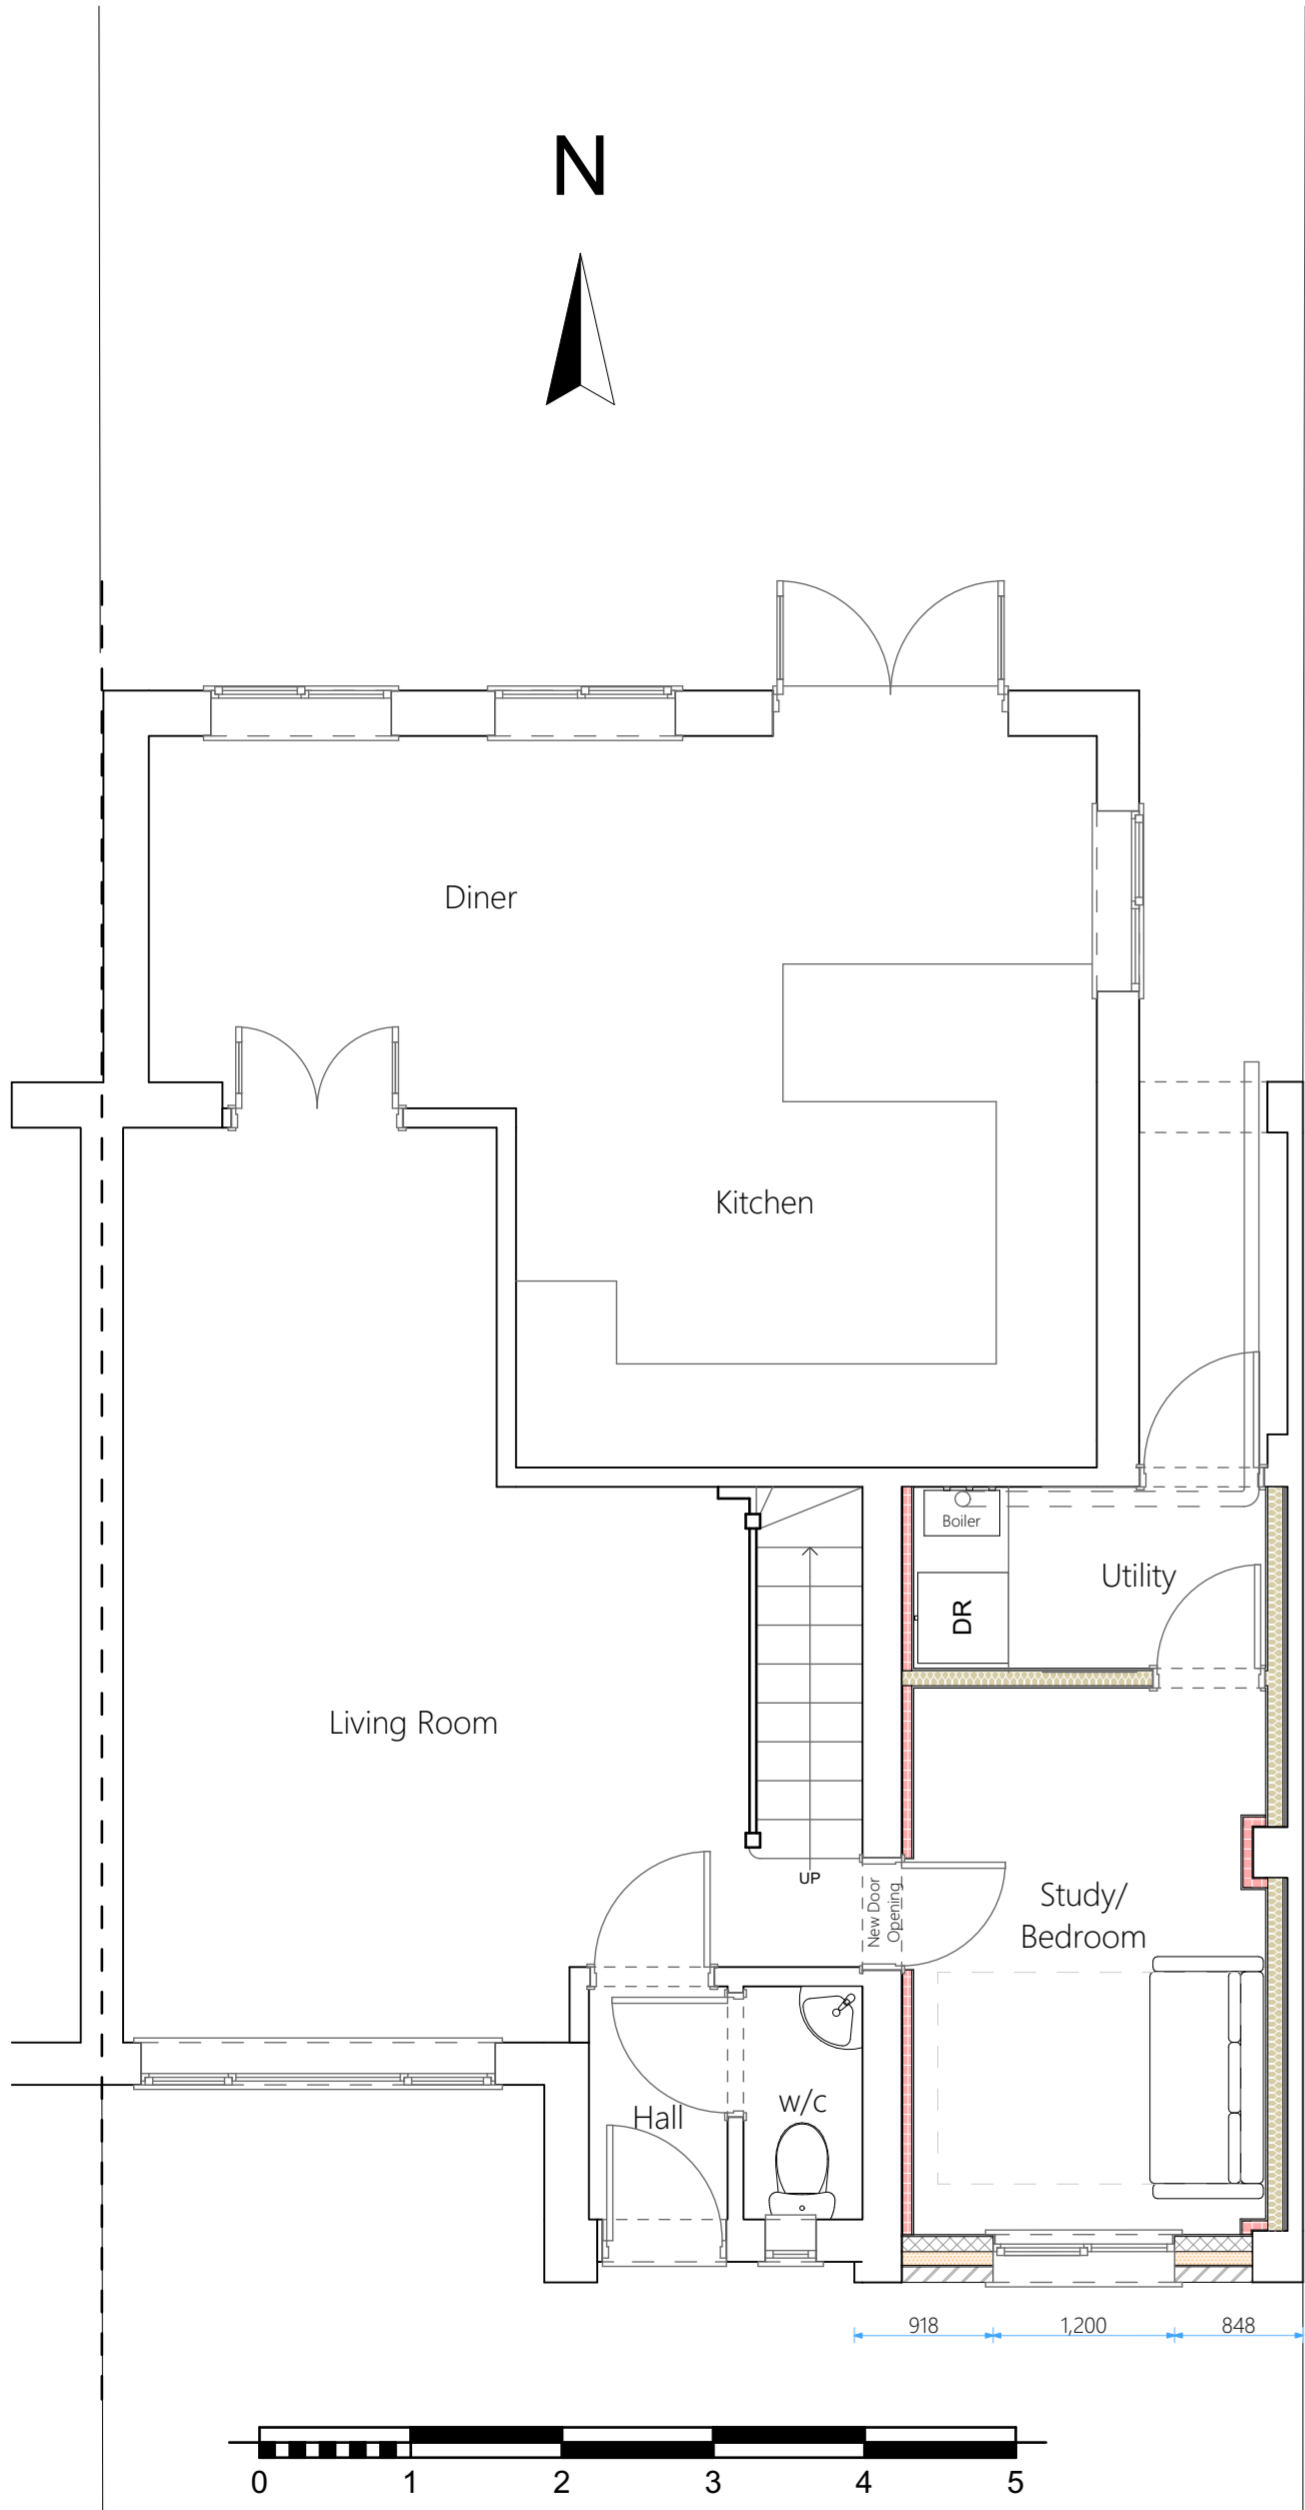 N
Diner
Kitchen
Boiler
Utility
DR
Living Room
UP
New Door
Opening
Study/
Bedroom
w/c
Hall
918
1,200
848
0 1 2 3 4 5